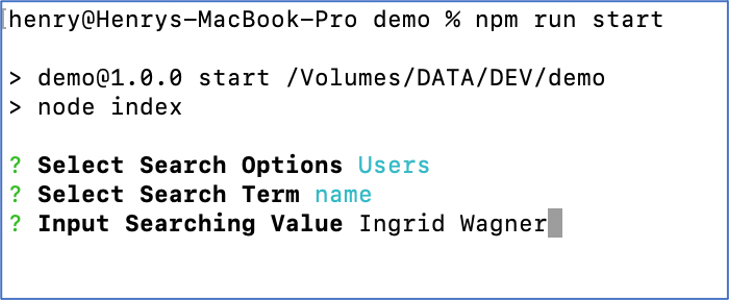 henry@Henrys-MacBook-Pro demo % npm run start
> demo@1.0.0 start /Volumes/DATA/DEV/demo
> node index
? Select Search Options Users
? Select Search Term name
? Input Searching Value Ingrid Wagner